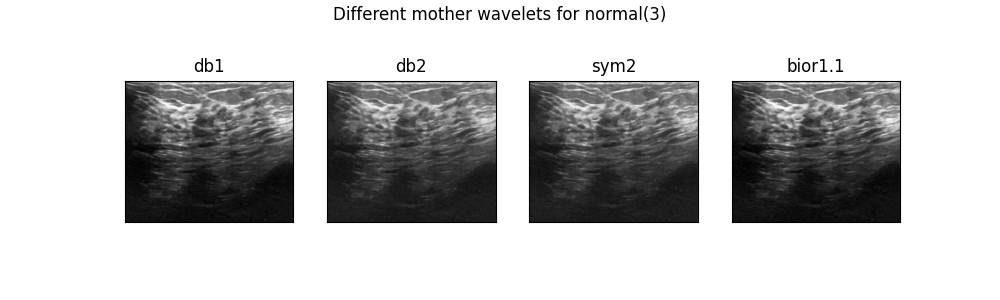 Different mother wavelets for normal(3)
db1
db2
sym2
bior1.1